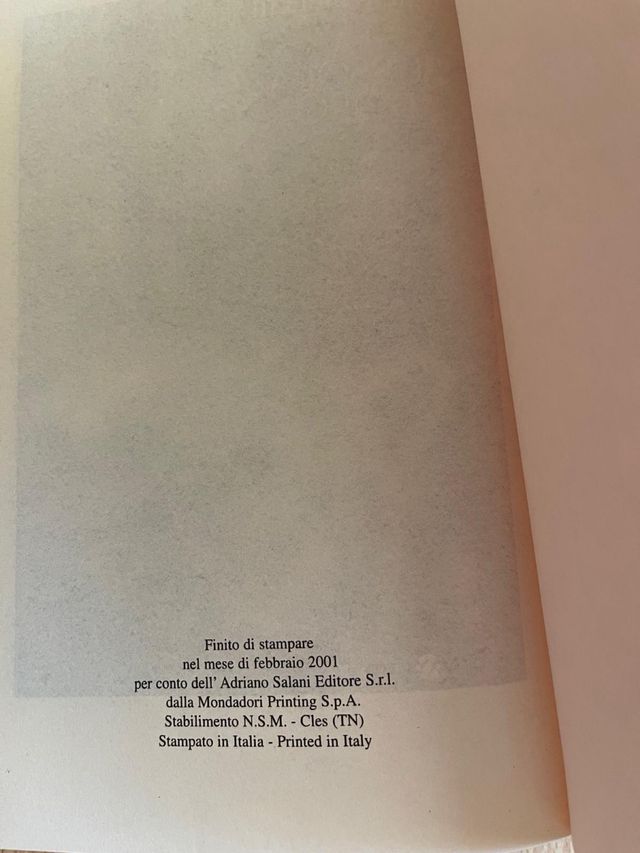 Finito di stampare
nel mese di febbraio 2001
per conto dell' Adriano Salani Editore S.r.l.
dalla Mondadori Printing S.p.A.
Stabilimento N.S.M. - Cles (TN)
Stampato in Italia - Printed in Italy